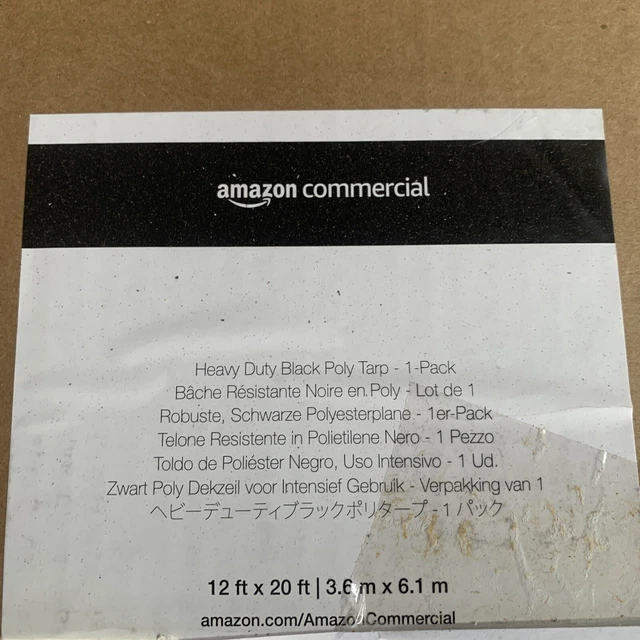 amazon commercial
Heavy Duty Black Poly Tarp - 1-Pack
Bâche Résistante Noire en Poly - Lot de 1
Robuste, Schwarze Polyesterplane - 1er-Pack
Telone Resistente in Polietilene Nero - 1 Pezzo
Toldo de Poliéster Negro, Uso Intensivo - 1 Ud.
Zwart Poly Dekzeil voor Intensief Gebruik - Verpakking van 1
ヘビーデューティブラックポリタープ - 1 パック
12 ft x 20 ft | 3.6 m x 6.1 m
amazon.com/AmazonCommercial